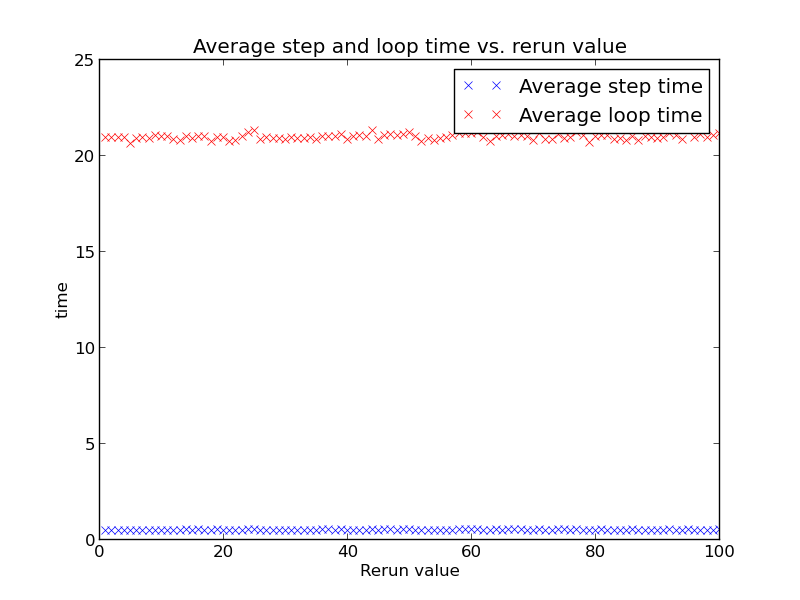 Average step and loop time vs. rerun value
25
Average step time
Average loop time
20
15
time
10
5
0
0 20 40 60 80 100
Rerun value